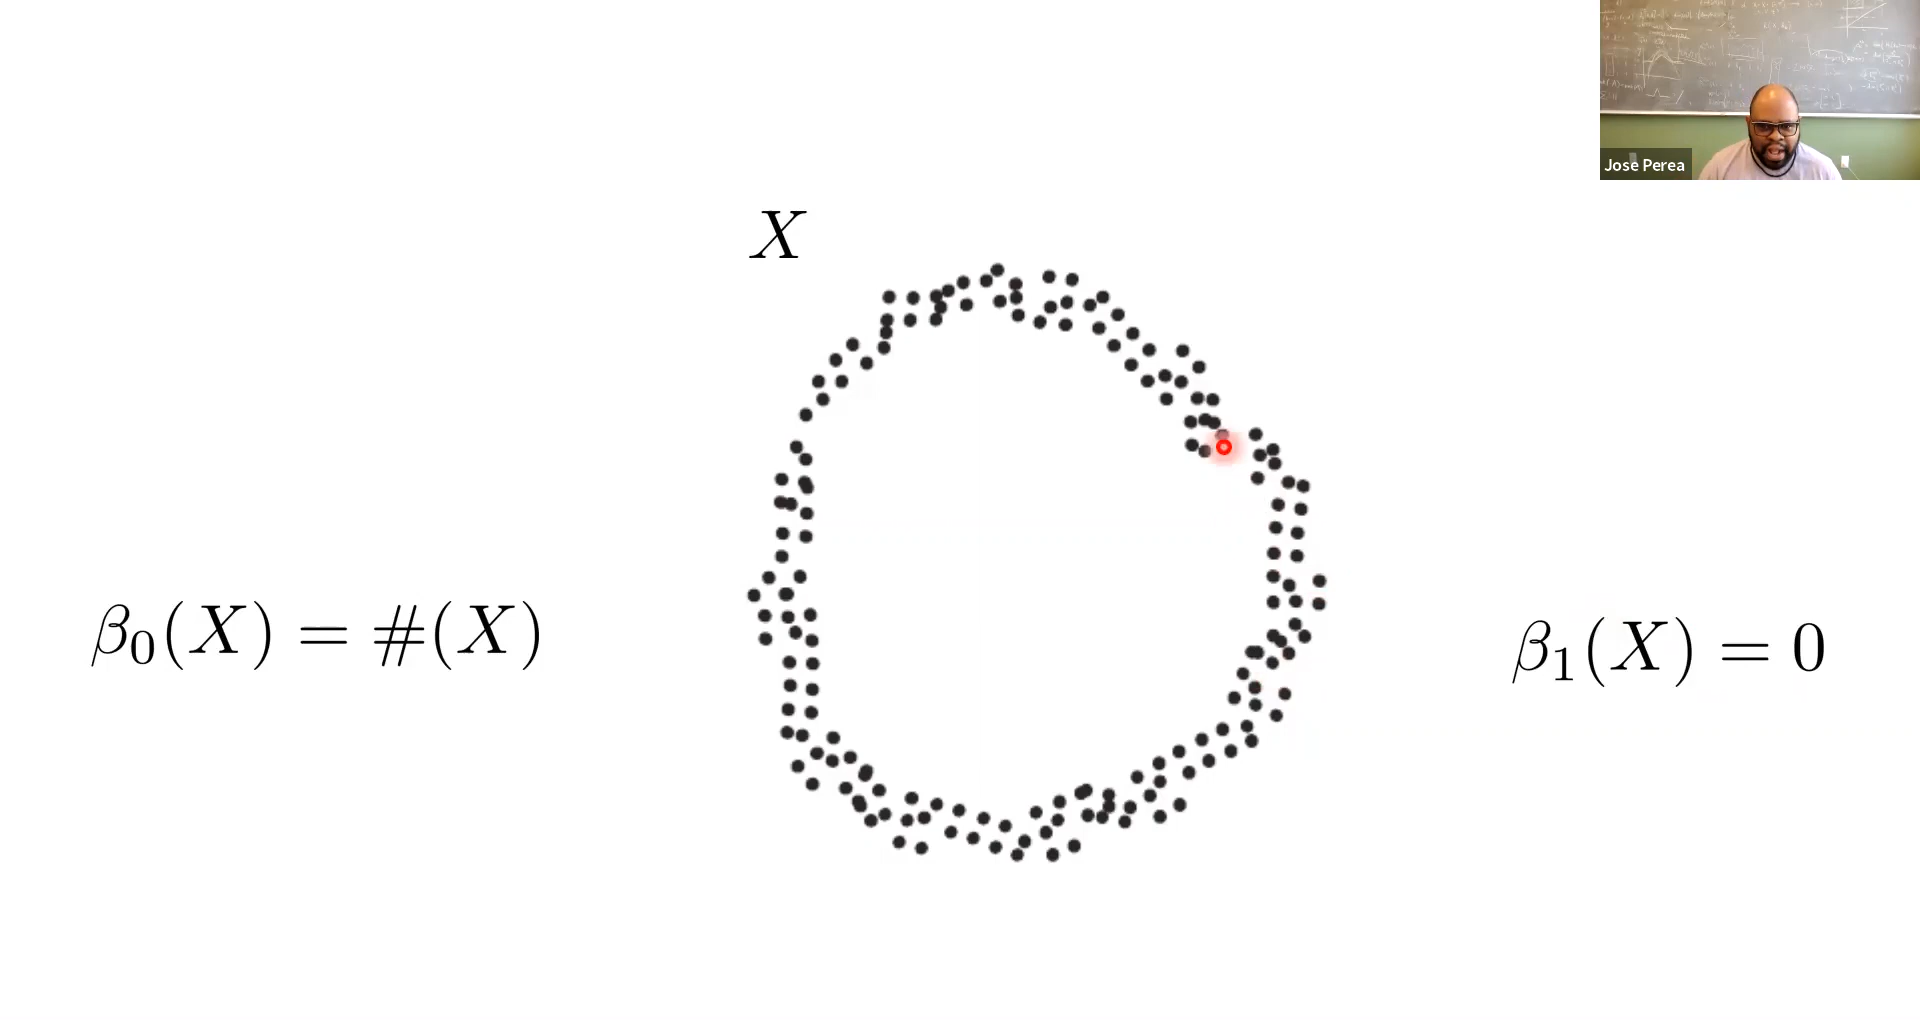 Jose Perea
X
β₀(X) = #(X)
β₁(X) = 0